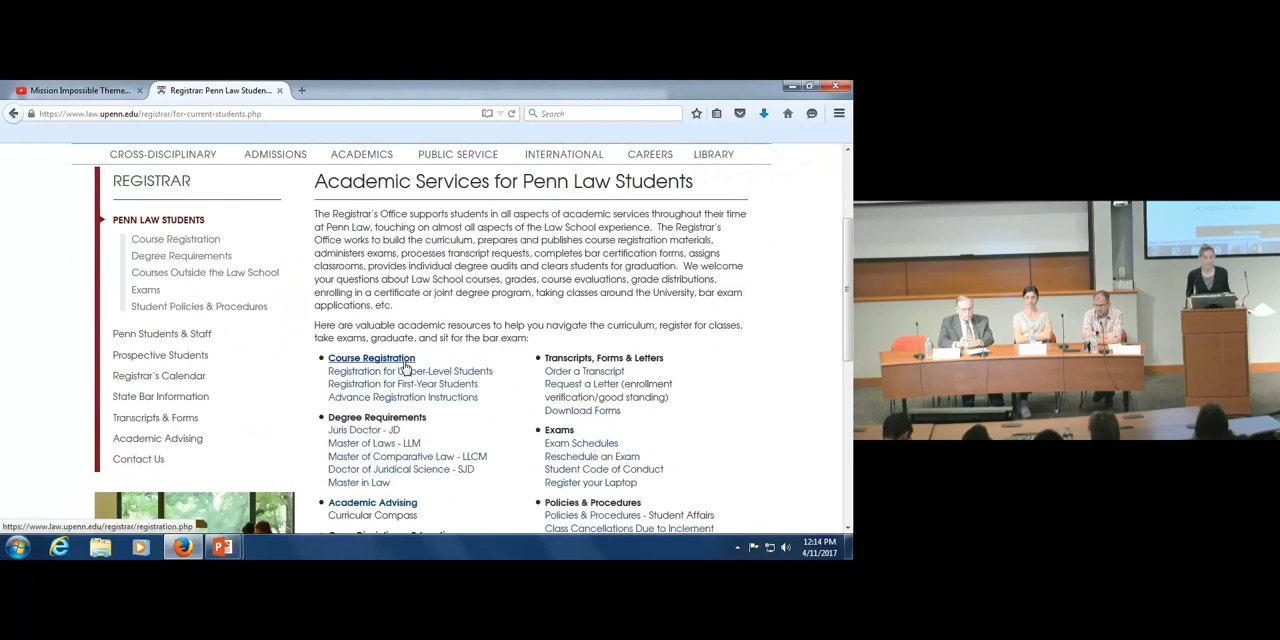 Mission Impossible Theme...
Registrar: Penn Law Studen...
https://www.law.upenn.edu/registrar/for-current-students.php
Search
CROSS-DISCIPLINARY ADMISSIONS ACADEMICS PUBLIC SERVICE INTERNATIONAL CAREERS LIBRARY
REGISTRAR
PENN LAW STUDENTS
Course Registration
Degree Requirements
Courses Outside the Law School
Exams
Student Policies & Procedures
Penn Students & Staff
Prospective Students
Registrar's Calendar
State Bar Information
Transcripts & Forms
Academic Advising
Contact Us
Academic Services for Penn Law Students
The Registrar's Office supports students in all aspects of academic services throughout their time
at Penn Law, touching on almost all aspects of the Law School experience. The Registrar's
Office works to build the curriculum, prepares and publishes course registration materials,
administers exams, processes transcript requests, completes bar certification forms, assigns
classrooms, provides individual degree audits and clears students for graduation. We welcome
your questions about Law School courses, grades, course evaluations, grade distributions,
enrolling in a certificate or joint degree program, taking classes around the University, bar exam
applications, etc.
Here are valuable academic resources to help you navigate the curriculum, register for classes,
take exams, graduate, and sit for the bar exam:
Course Registration
Registration for Upper-Level Students
Registration for First-Year Students
Advance Registration Instructions
Degree Requirements
Juris Doctor - JD
Master of Laws - LLM
Master of Comparative Law - LLCM
Doctor of Juridical Science - SJD
Master in Law
Academic Advising
Curricular Compass
Transcripts, Forms & Letters
Order a Transcript
Request a Letter (enrollment
verification/good standing)
Download Forms
Exams
Exam Schedules
Reschedule an Exam
Student Code of Conduct
Register your Laptop
Policies & Procedures
Policies & Procedures - Student Affairs
Class Cancellations Due to Inclement
https://www.law.upenn.edu/registrar/registration.php
12:14 PM
4/11/2017